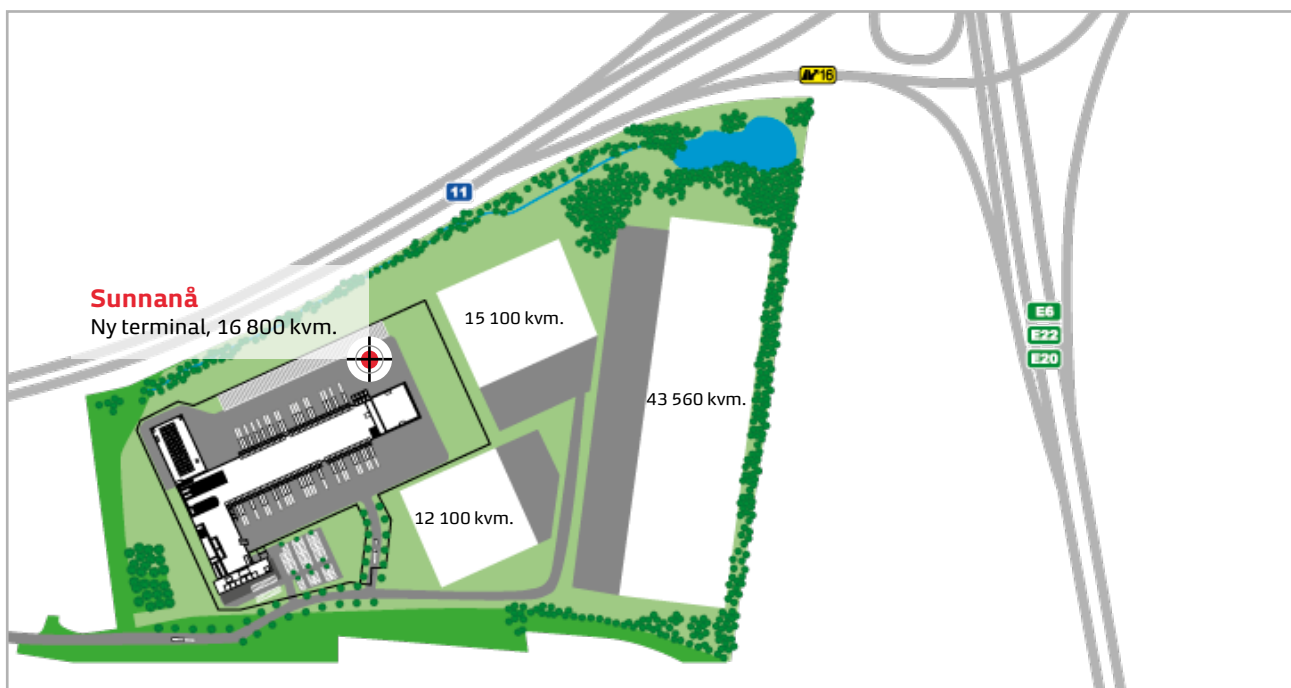 16
11
Sunnanå
Ny terminal, 16 800 kvm.
15 100 kvm.
E6
E22
E20
43 560 kvm.
12 100 kvm.